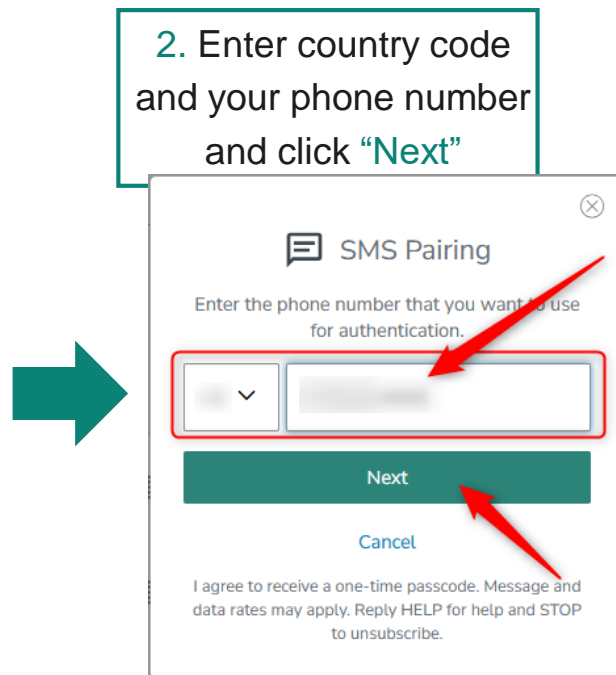 2. Enter country code
and your phone number
and click “Next”
SMS Pairing
Enter the phone number that you want to use
for authentication.
Next
Cancel
I agree to receive a one-time passcode. Message and
data rates may apply. Reply HELP for help and STOP
to unsubscribe.